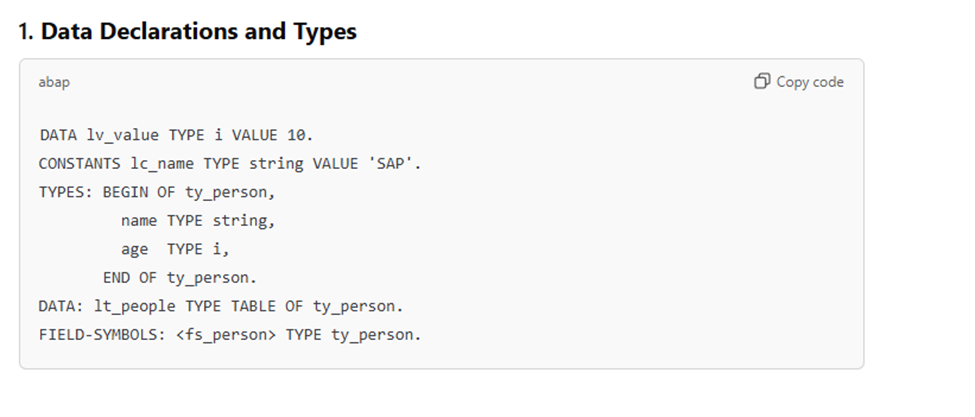 1. Data Declarations and Types
abap
Copy code
DATA lv_value TYPE i VALUE 10.
CONSTANTS lc_name TYPE string VALUE 'SAP'.
TYPES: BEGIN OF ty_person,
         name TYPE string,
         age  TYPE i,
       END OF ty_person.
DATA: lt_people TYPE TABLE OF ty_person.
FIELD-SYMBOLS: <fs_person> TYPE ty_person.